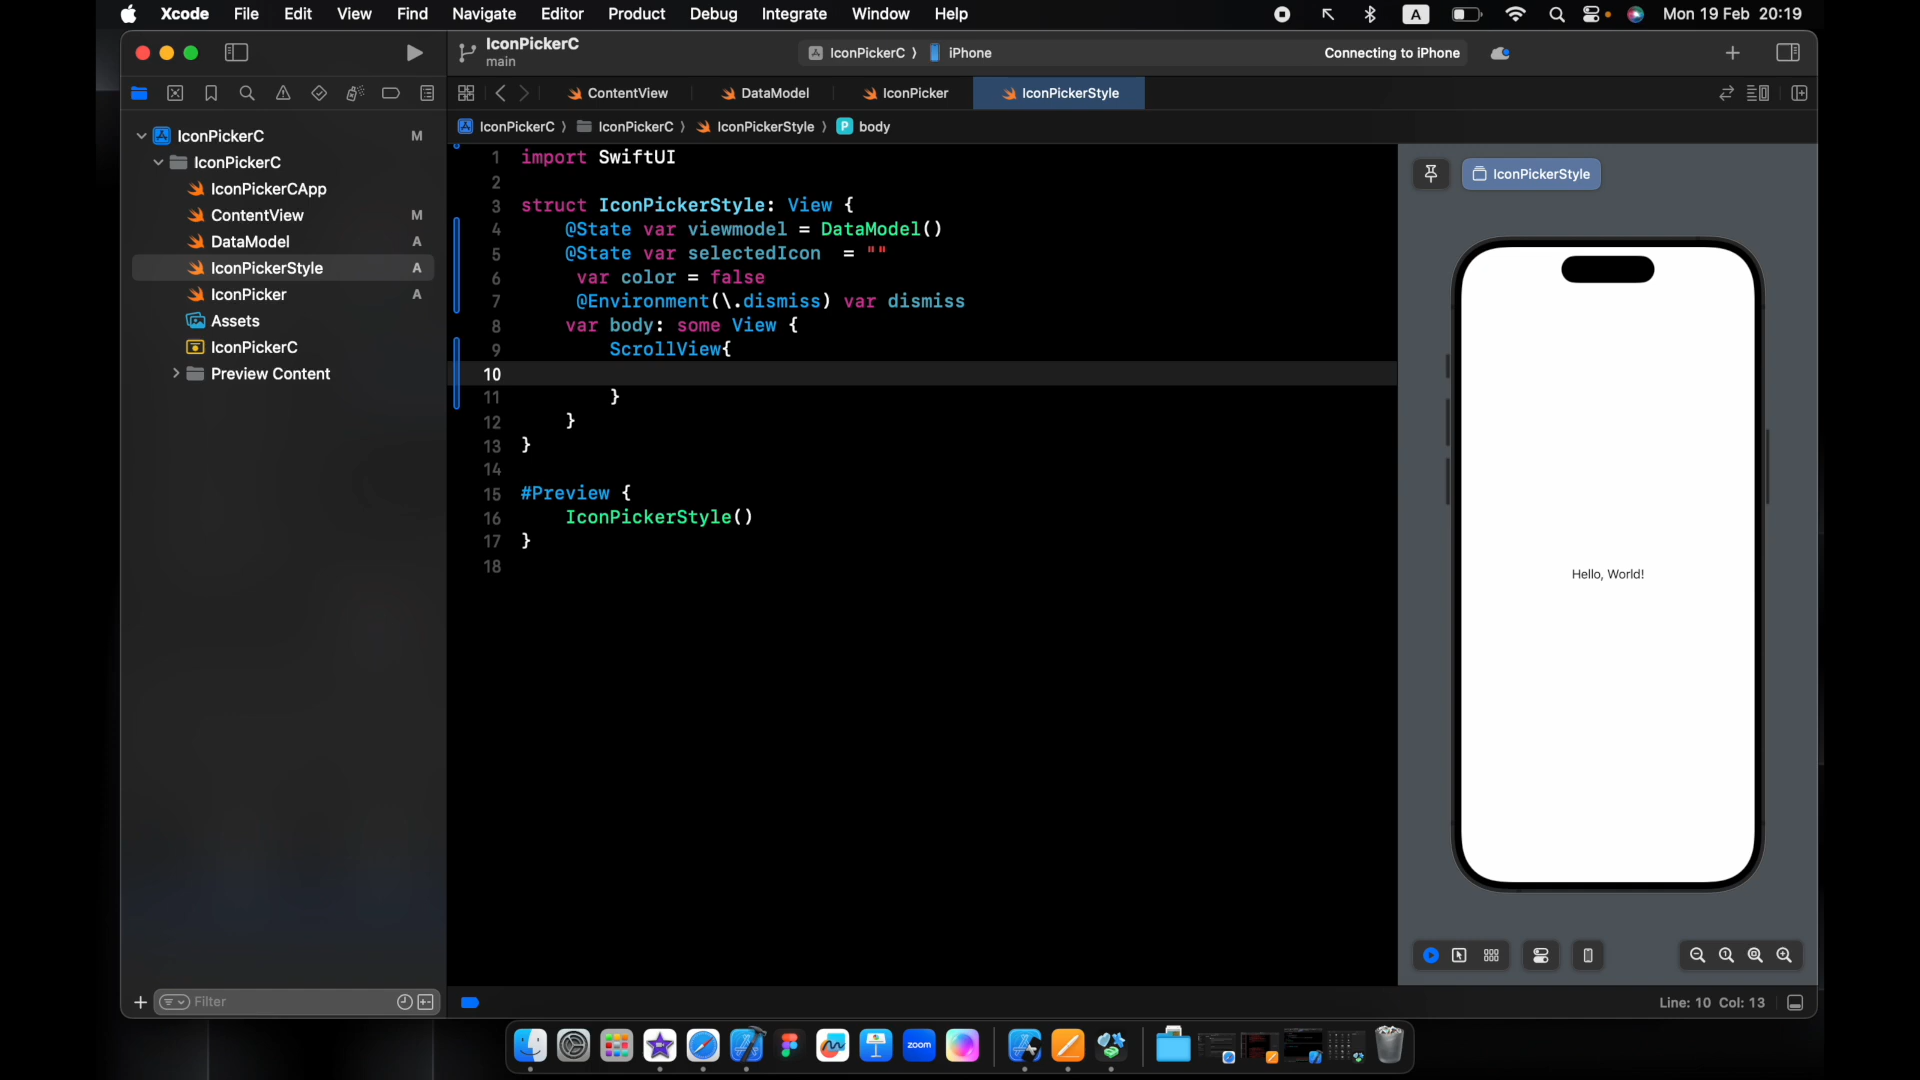 Xcode File Edit View Find Navigate Editor Product Debug Integrate Window Help
A
Mon 19 Feb 20:19
IconPickerC
main
IconPickerC ⟩ iPhone
Connecting to iPhone
ContentView
DataModel
IconPicker
IconPickerStyle
IconPickerC ⟩ IconPickerC ⟩ IconPickerStyle ⟩ P body
IconPickerC M
IconPickerC
IconPickerCApp
ContentView M
DataModel A
IconPickerStyle A
IconPicker A
Assets
IconPickerC
Preview Content
1 import SwiftUI
2
3 struct IconPickerStyle: View {
4 @State var viewmodel = DataModel()
5 @State var selectedIcon  = ""
6 var color = false
7 @Environment(\.dismiss) var dismiss
8 var body: some View {
9 ScrollView{
10
11 }
12 }
13 }
14
15 #Preview {
16 IconPickerStyle()
17 }
18
IconPickerStyle
Hello, World!
Filter
Line: 10 Col: 13
zoom